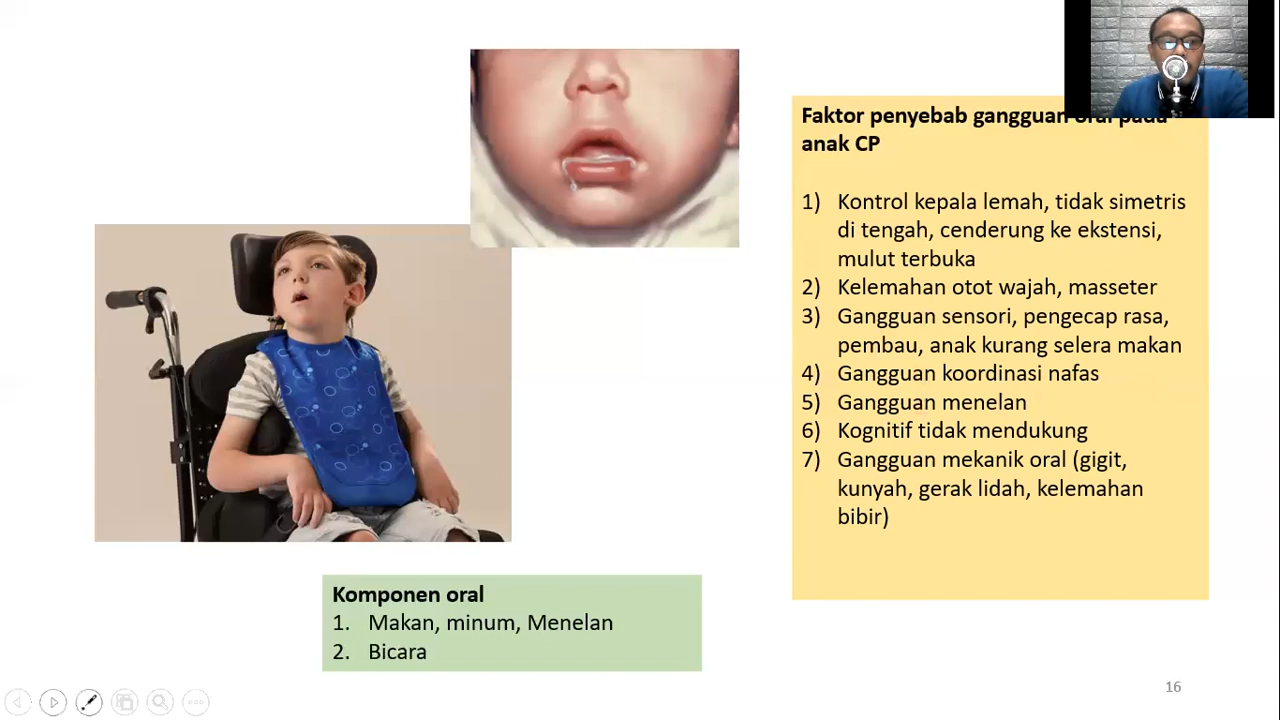 Faktor penyebab gangguan oral pada
anak CP
1) Kontrol kepala lemah, tidak simetris
di tengah, cenderung ke ekstensi,
mulut terbuka
2) Kelemahan otot wajah, masseter
3) Gangguan sensori, pengecap rasa,
pembau, anak kurang selera makan
4) Gangguan koordinasi nafas
5) Gangguan menelan
6) Kognitif tidak mendukung
7) Gangguan mekanik oral (gigit,
kunyah, gerak lidah, kelemahan
bibir)
Komponen oral
1. Makan, minum, Menelan
2. Bicara
16